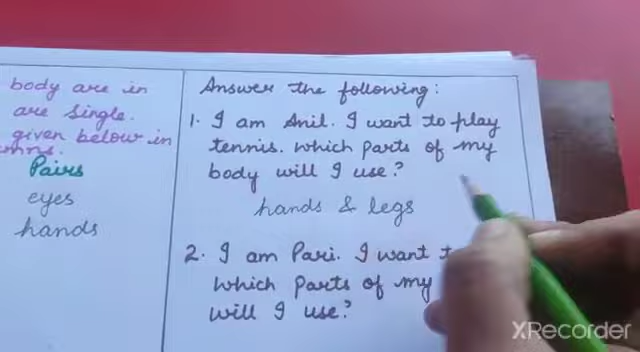 body are in
are single.
given below in
Pairs
eyes
hands
Answer the following:
1. I am Anil. I want to play
tennis. which parts of my
body will I use?
hands & legs
2. I am Pari. I want t
which parts of my
will I use?
XRecorder